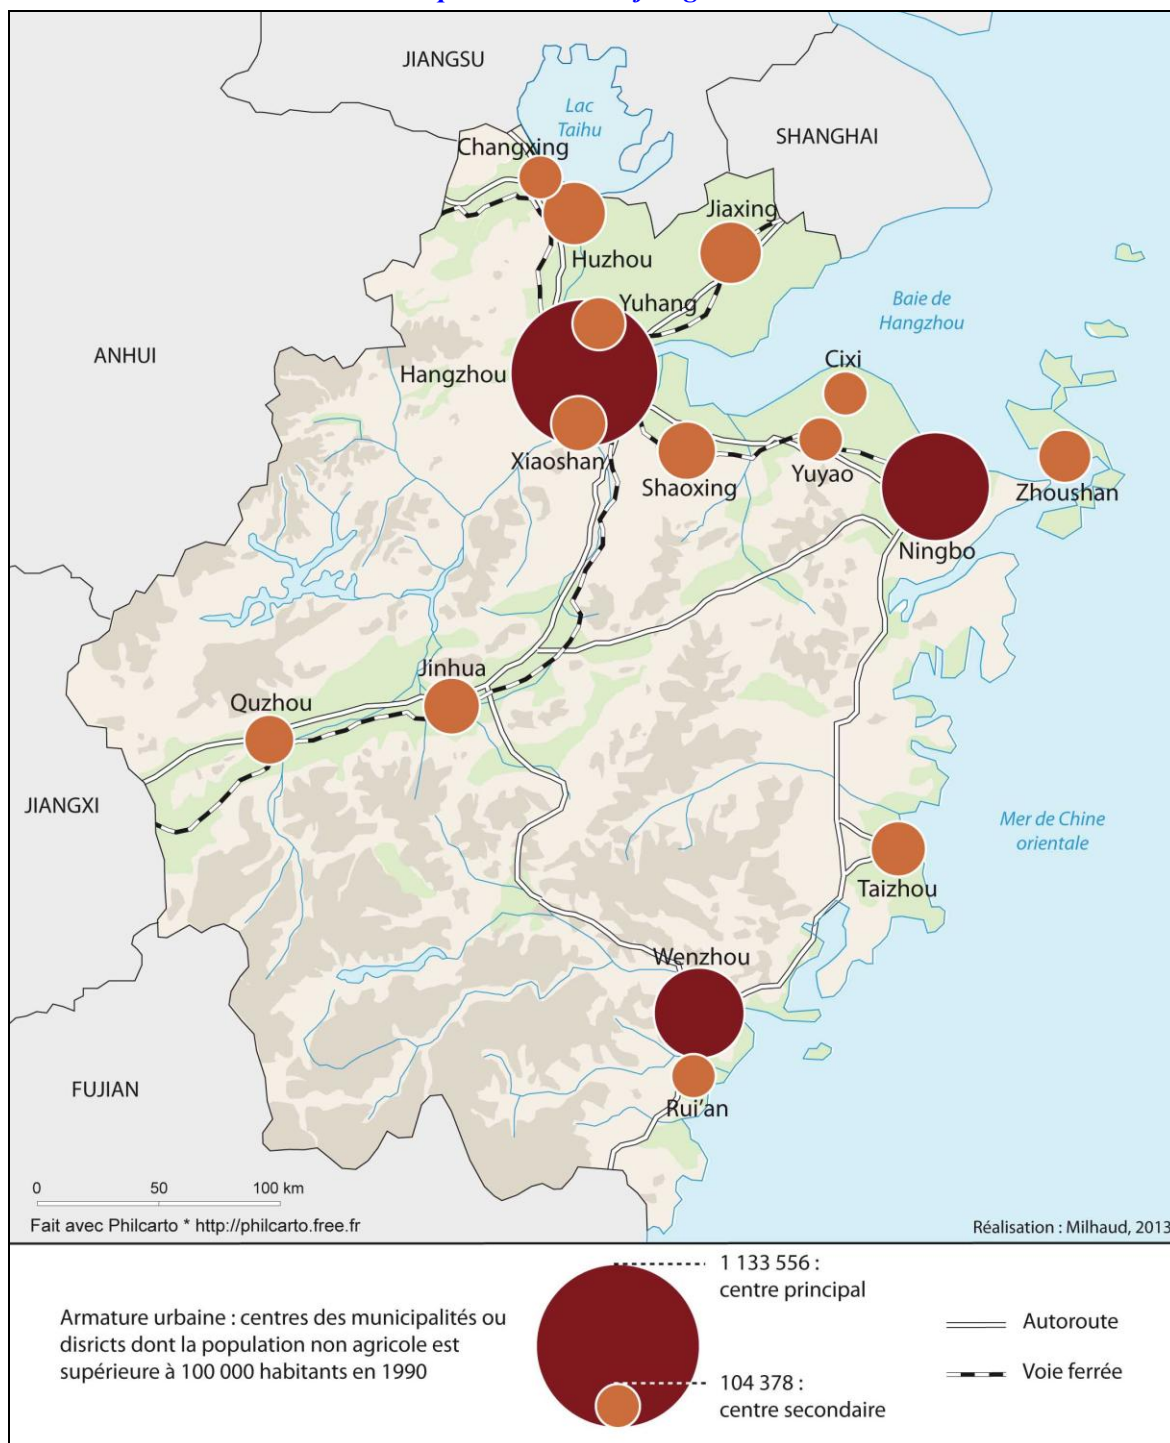 JIANGSU
Lac
Taihu
SHANGHAI
Changxing
Jiaxing
Huzhou
Yuhang
Baie de
Hangzhou
ANHUI
Cixi
Hangzhou
Xiaoshan
Shaoxing
Yuyao
Zhoushan
Ningbo
Jinhua
Quzhou
JIANGXI
Mer de Chine
orientale
Taizhou
Wenzhou
FUJIAN
Rui'an
0 50 100 km
Fait avec Philcarto * http://philcarto.free.fr
Réalisation : Milhaud, 2013
1 133 556 :
centre principal
Armature urbaine : centres des municipalités ou
disricts dont la population non agricole est
supérieure à 100 000 habitants en 1990
Autoroute
Voie ferrée
104 378 :
centre secondaire